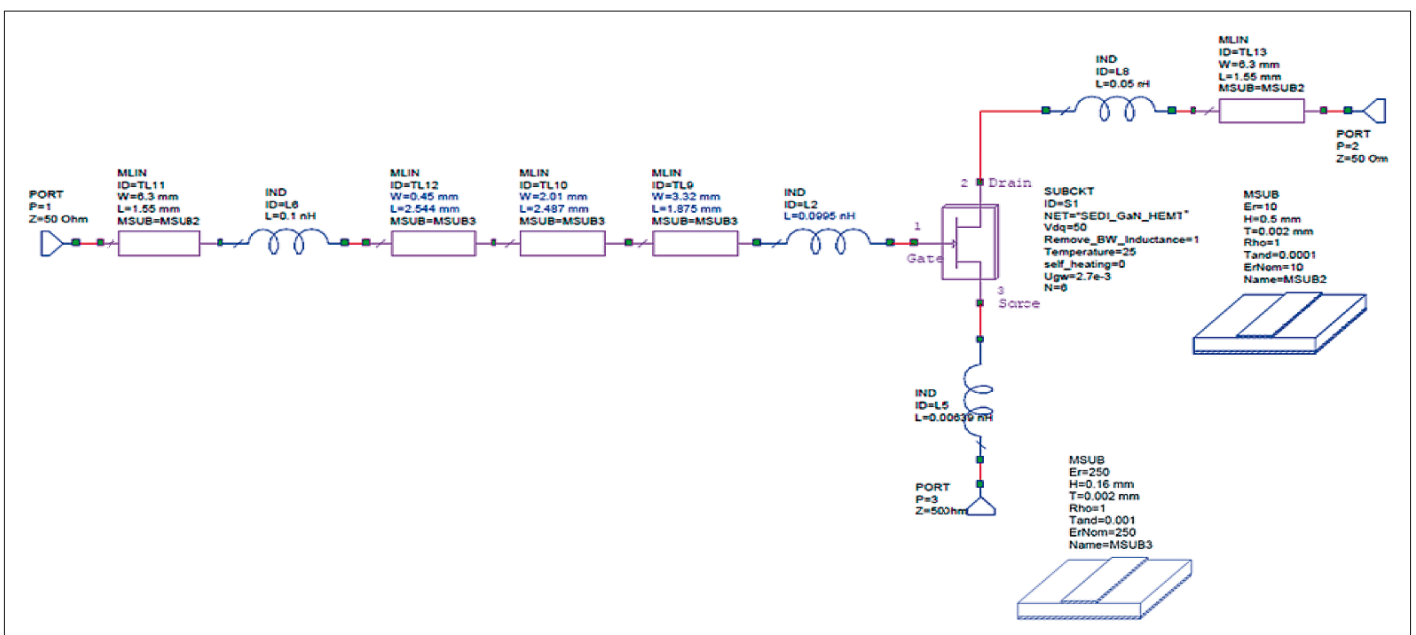 PORT
P=1
Z=50 Ohm
MLIN
ID=TL11
W=6.3 mm
L=1.55 mm
MSUB=MSUB2
IND
ID=L6
L=0.1 nH
MLIN
ID=TL12
W=0.45 mm
L=2.544 mm
MSUB=MSUB3
MLIN
ID=TL10
W=2.01 mm
L=2.487 mm
MSUB=MSUB3
MLIN
ID=TL9
W=3.32 mm
L=1.875 mm
MSUB=MSUB3
IND
ID=L2
L=0.0995 nH
1
Gate
2 Drain
3
Sorce
IND
ID=L8
L=0.05 nH
MLIN
ID=TL13
W=6.3 mm
L=1.55 mm
MSUB=MSUB2
PORT
P=2
Z=50 Om
SUBCKT
ID=S1
NET="SEDI_GaN_HEMT"
Vdq=50
Remove_BW_Inductance=1
Temperature=25
self_heating=0
Ugw=2.7e-3
N=6
MSUB
Er=10
H=0.5 mm
T=0.002 mm
Rho=1
Tand=0.0001
ErNom=10
Name=MSUB2
IND
ID=L5
L=0.00639 nH
PORT
P=3
Z=50Ohm
MSUB
Er=250
H=0.16 mm
T=0.002 mm
Rho=1
Tand=0.001
ErNom=250
Name=MSUB3